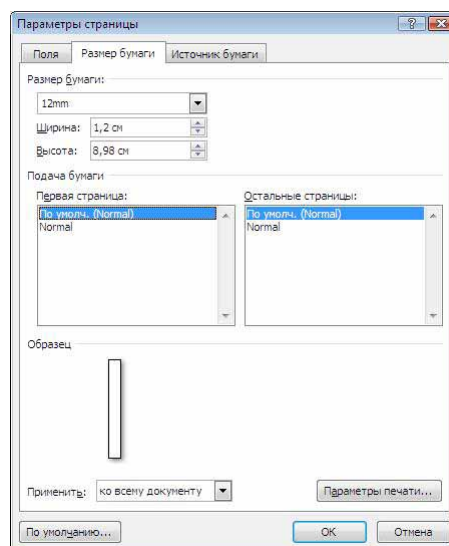 Параметры страницы
Поля Размер бумаги Источник бумаги
Размер бумаги:
12mm
Ширина: 1,2 см
Высота: 8,98 см
Подача бумаги
Первая страница: Остальные страницы:
По умолч. (Normal) По умолч. (Normal)
Normal Normal
Образец
Применить: ко всему документу Параметры печати...
По умолчанию... OK Отмена